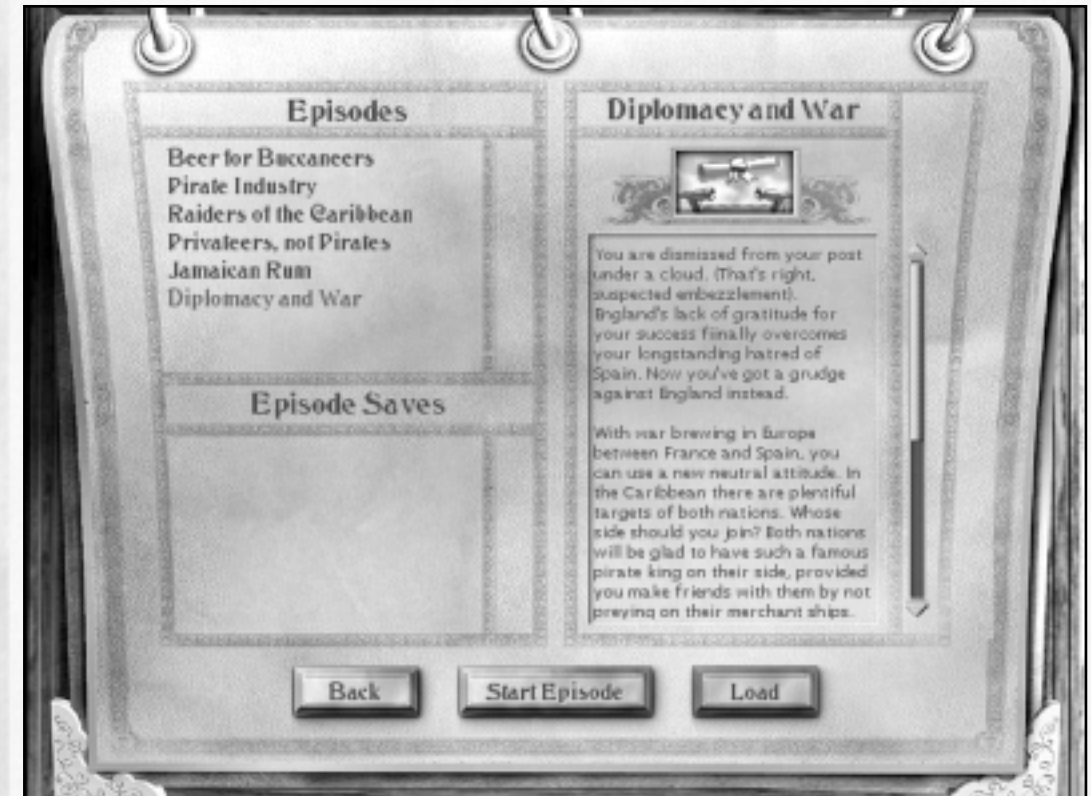 Episodes
Beer for Buccaneers
Pirate Industry
Raiders of the Caribbean
Privateers, not Pirates
Jamaican Rum
Diplomacy and War
Episode Saves
Diplomacy and War
You are dismissed from your post
under a cloud. (That's right,
suspected embezzlement).
England's lack of gratitude for
your success fiinally overcomes
your longstanding hatred of
Spain. Now you've got a grudge
against England instead.
With war brewing in Europe
between France and Spain, you
can use a new neutral attitude. In
the Caribbean there are plentiful
targets of both nations. Whose
side should you join? Both nations
will be glad to have such a famous
pirate king on their side, provided
you make friends with them by not
preying on their merchant ships.
Back
Start Episode
Load